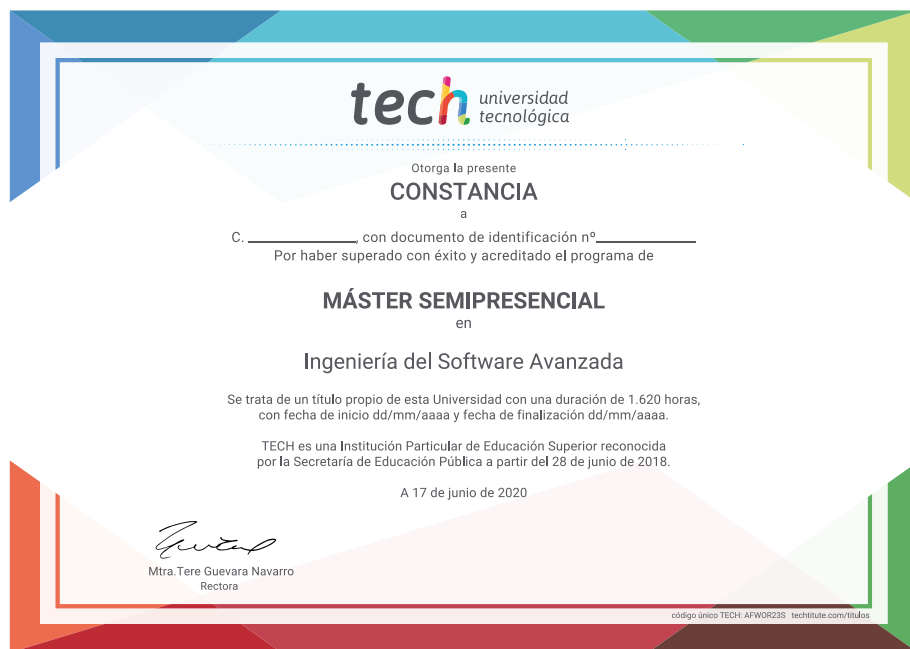 tech universidad
tecnológica
Otorga la presente
CONSTANCIA
a
C. ______________, con documento de identificación nº_____________
Por haber superado con éxito y acreditado el programa de
MÁSTER SEMIPRESENCIAL
en
Ingeniería del Software Avanzada
Se trata de un título propio de esta Universidad con una duración de 1.620 horas,
con fecha de inicio dd/mm/aaaa y fecha de finalización dd/mm/aaaa.
TECH es una Institución Particular de Educación Superior reconocida
por la Secretaría de Educación Pública a partir del 28 de junio de 2018.
A 17 de junio de 2020
Mtra.Tere Guevara Navarro
Rectora
código único TECH: AFWOR23S techtitute.com/titulos